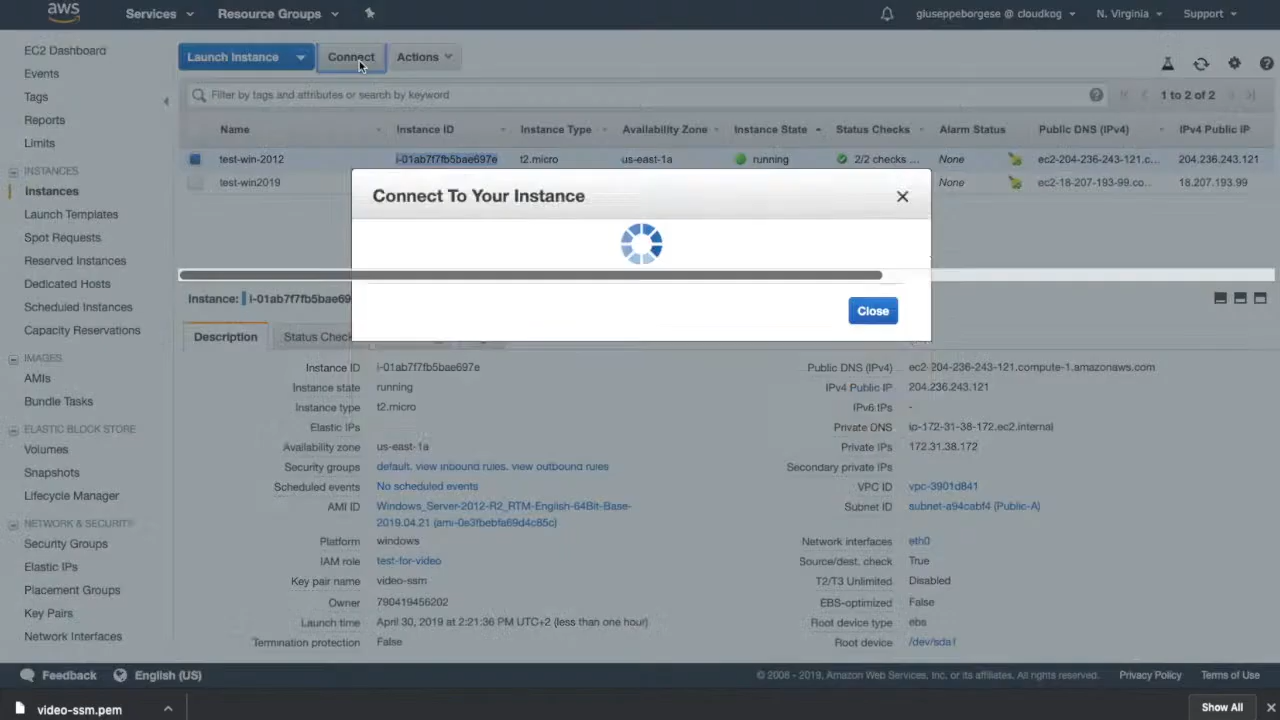 aws Services Resource Groups giuseppeborgese @ cloudkog N. Virginia Support
EC2 Dashboard
Events
Tags
Reports
Limits
INSTANCES
Instances
Launch Templates
Spot Requests
Reserved Instances
Dedicated Hosts
Scheduled Instances
Capacity Reservations
IMAGES
AMIs
Bundle Tasks
ELASTIC BLOCK STORE
Volumes
Snapshots
Lifecycle Manager
NETWORK & SECURITY
Security Groups
Elastic IPs
Placement Groups
Key Pairs
Network Interfaces
Launch Instance Connect Actions
Filter by tags and attributes or search by keyword 1 to 2 of 2
Name Instance ID Instance Type Availability Zone Instance State Status Checks Alarm Status Public DNS (IPv4) IPv4 Public IP
test-win-2012 i-01ab7f7fb5bae697e t2.micro us-east-1a running 2/2 checks ... None ec2-204-236-243-121.c... 204.236.243.121
test-win2019 None ec2-18-207-193-99.co... 18.207.193.99
Connect To Your Instance
Close
Instance: i-01ab7f7fb5bae69
Description Status Chec
Instance ID i-01ab7f7fb5bae697e
Instance state running
Instance type t2.micro
Elastic IPs
Availability zone us-east-1a
Security groups default. view inbound rules. view outbound rules
Scheduled events No scheduled events
AMI ID Windows_Server-2012-R2_RTM-English-64Bit-Base-
2019.04.21 (ami-0e3fbebfa69d4c85c)
Platform windows
IAM role test-for-video
Key pair name video-ssm
Owner 790419456202
Launch time April 30, 2019 at 2:21:36 PM UTC+2 (less than one hour)
Termination protection False
Public DNS (IPv4) ec2-204-236-243-121.compute-1.amazonaws.com
IPv4 Public IP 204.236.243.121
IPv6 IPs -
Private DNS ip-172-31-38-172.ec2.internal
Private IPs 172.31.38.172
Secondary private IPs
VPC ID vpc-3901d841
Subnet ID subnet-a94cabf4 (Public-A)
Network interfaces eth0
Source/dest. check True
T2/T3 Unlimited Disabled
EBS-optimized False
Root device type ebs
Root device /dev/sda1
Feedback English (US) © 2008 - 2019, Amazon Web Services, Inc. or its affiliates. All rights reserved. Privacy Policy Terms of Use
video-ssm.pem Show All